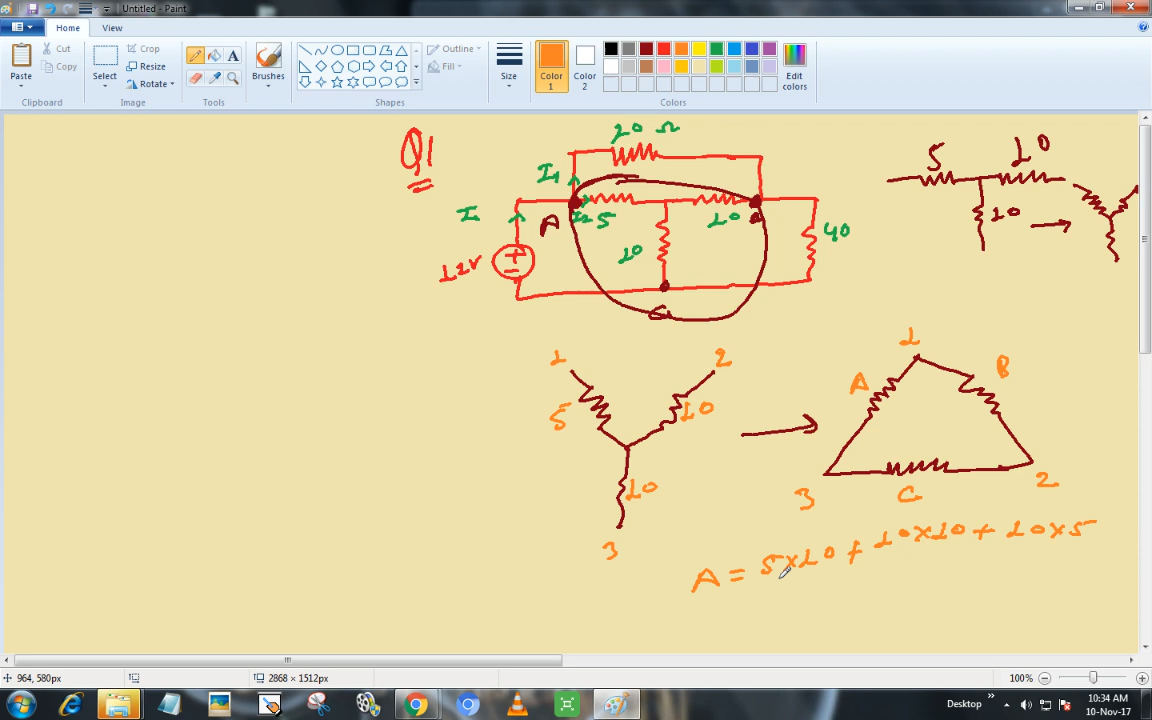 Untitled - Paint
Home View
Paste
Cut
Copy
Clipboard
Select
Crop
Resize
Rotate
Image
A
Tools
Brushes
Outline
Fill
Shapes
Size
Color 1
Color 2
Edit colors
Colors
Q1
20 Ω
I1
I
A
I2 5
10
10
40
12V
C
5 10
10
1 2
5 10
10
3
1
A B
3 C 2
A = 5×10 + 10×10 + 10×5
964, 580px
2868 × 1512px
100%
Desktop
10:34 AM
10-Nov-17